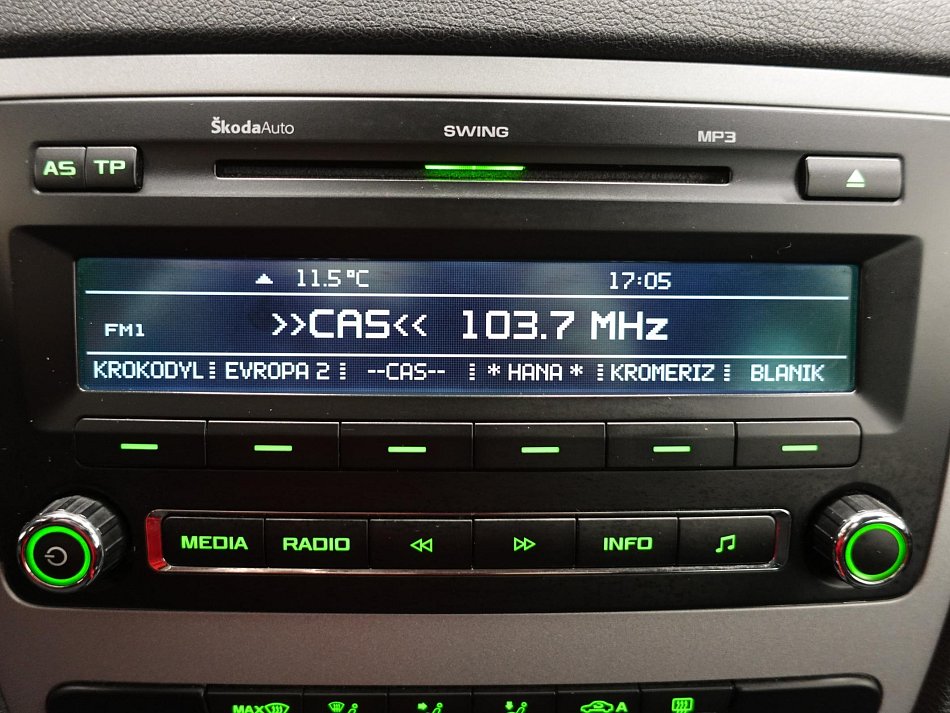 ŠkodaAuto SWING MP3
AS TP
11.5°C 17:05
FM1 >>CAS<< 103.7 MHz
KROKODYL EVROPA 2 --CAS-- * HANA * KROMERIZ BLANIK
MEDIA RADIO INFO
MAX A